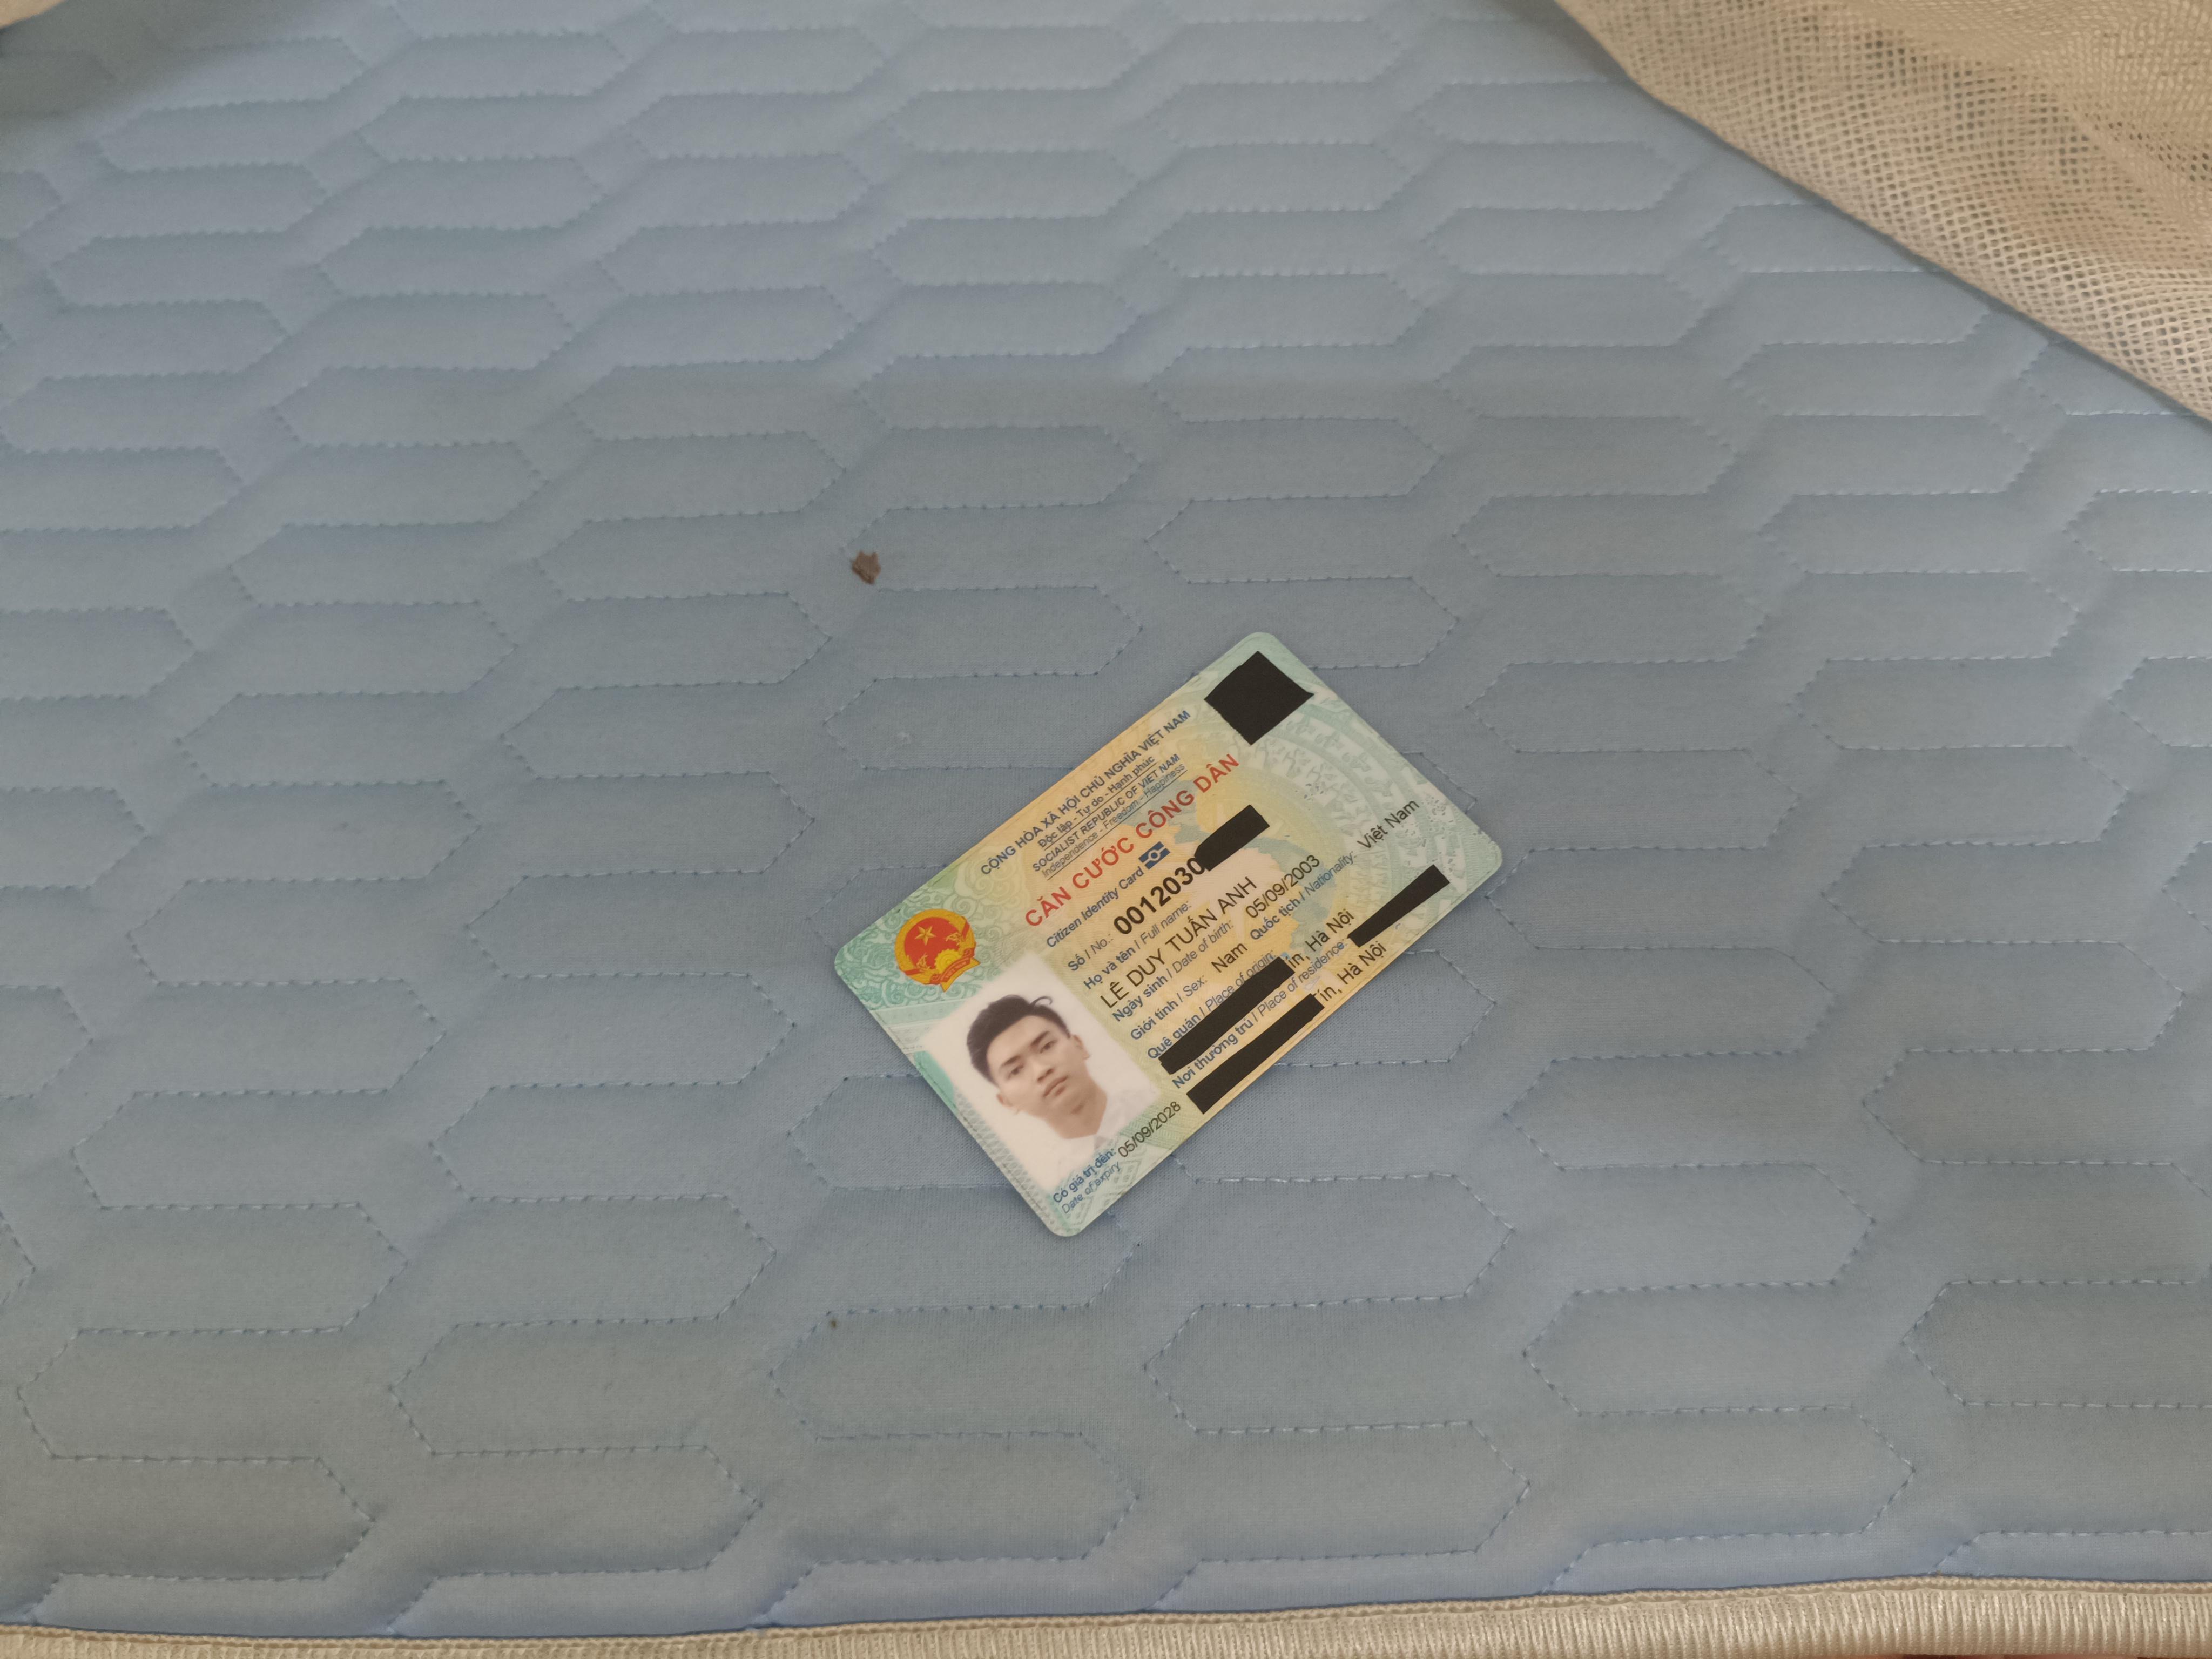 CỘNG HÒA XÃ HỘI CHỦ NGHĨA VIỆT NAM
Độc lập - Tự do - Hạnh phúc
SOCIALIST REPUBLIC OF VIET NAM
Independence - Freedom - Happiness
CĂN CƯỚC CÔNG DÂN
Citizen Identity Card
Số / No.: 0012030
Họ và tên / Full name:
LÊ DUY TUẤN ANH
Ngày sinh / Date of birth: 05/09/2003
Giới tính / Sex: Nam Quốc tịch / Nationality: Việt Nam
Quê quán / Place of origin:
ín, Hà Nội
Nơi thường trú / Place of residence:
ín, Hà Nội
Có giá trị đến: 05/09/2028
Date of expiry